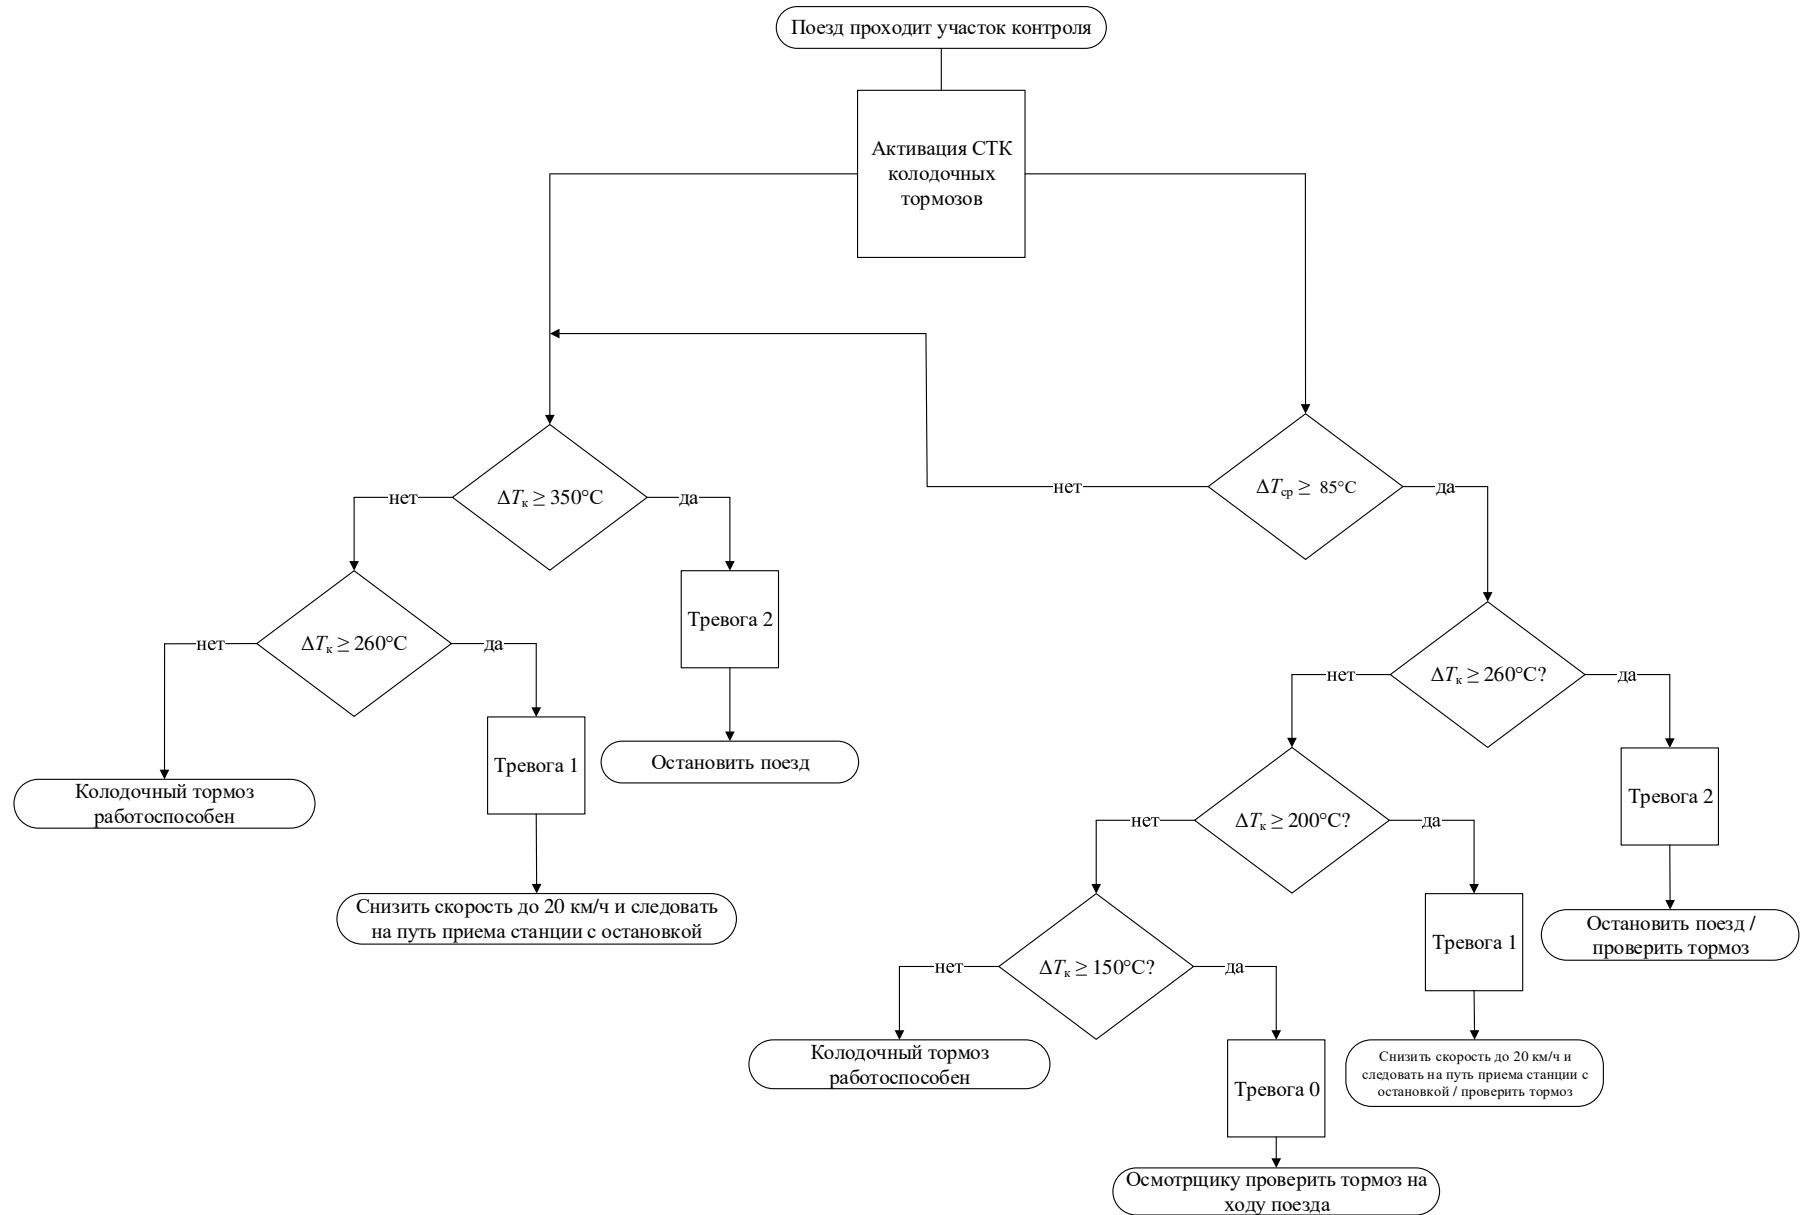 Поезд проходит участок контроля
Активация СТК
колодочных
тормозов
ΔTк ≥ 350°C
нет
да
ΔTср ≥ 85°C
нет
да
ΔTк ≥ 260°C
нет
да
Тревога 2
Остановить поезд
Тревога 1
Колодочный тормоз
работоспособен
Снизить скорость до 20 км/ч и следовать
на путь приема станции с остановкой
ΔTк ≥ 260°C?
нет
да
Тревога 2
Остановить поезд /
проверить тормоз
ΔTк ≥ 200°C?
нет
да
Тревога 1
Снизить скорость до 20 км/ч и
следовать на путь приема станции с
остановкой / проверить тормоз
ΔTк ≥ 150°C?
нет
да
Колодочный тормоз
работоспособен
Тревога 0
Осмотрщику проверить тормоз на
ходу поезда